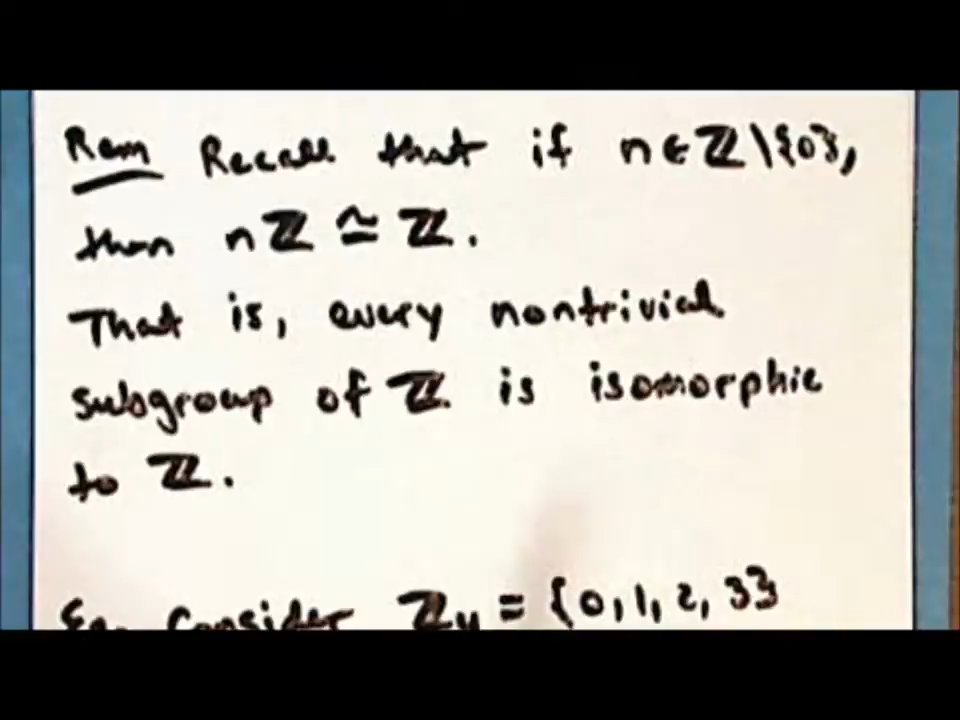 Rem Recall that if n∈ℤ\{0},
then nℤ ≅ ℤ.
That is, every nontrivial
subgroup of ℤ is isomorphic
to ℤ.
Ex. Consider ℤ₄ = {0, 1, 2, 3}